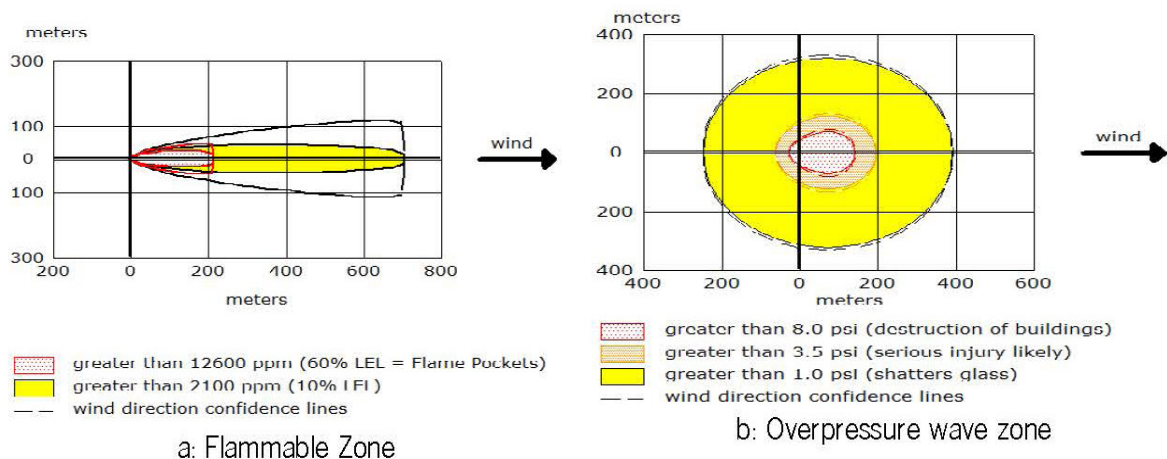 meters
300
100
0
100
300
200
0
200
400
600
800
meters
wind
greater than 12600 ppm (60% LEL = Flame Pockets)
greater than 2100 ppm (10% LEL)
wind direction confidence lines
a: Flammable Zone
meters
400
200
0
200
400
400
200
0
200
400
600
meters
wind
greater than 8.0 psi (destruction of buildings)
greater than 3.5 psi (serious injury likely)
greater than 1.0 psi (shatters glass)
wind direction confidence lines
b: Overpressure wave zone